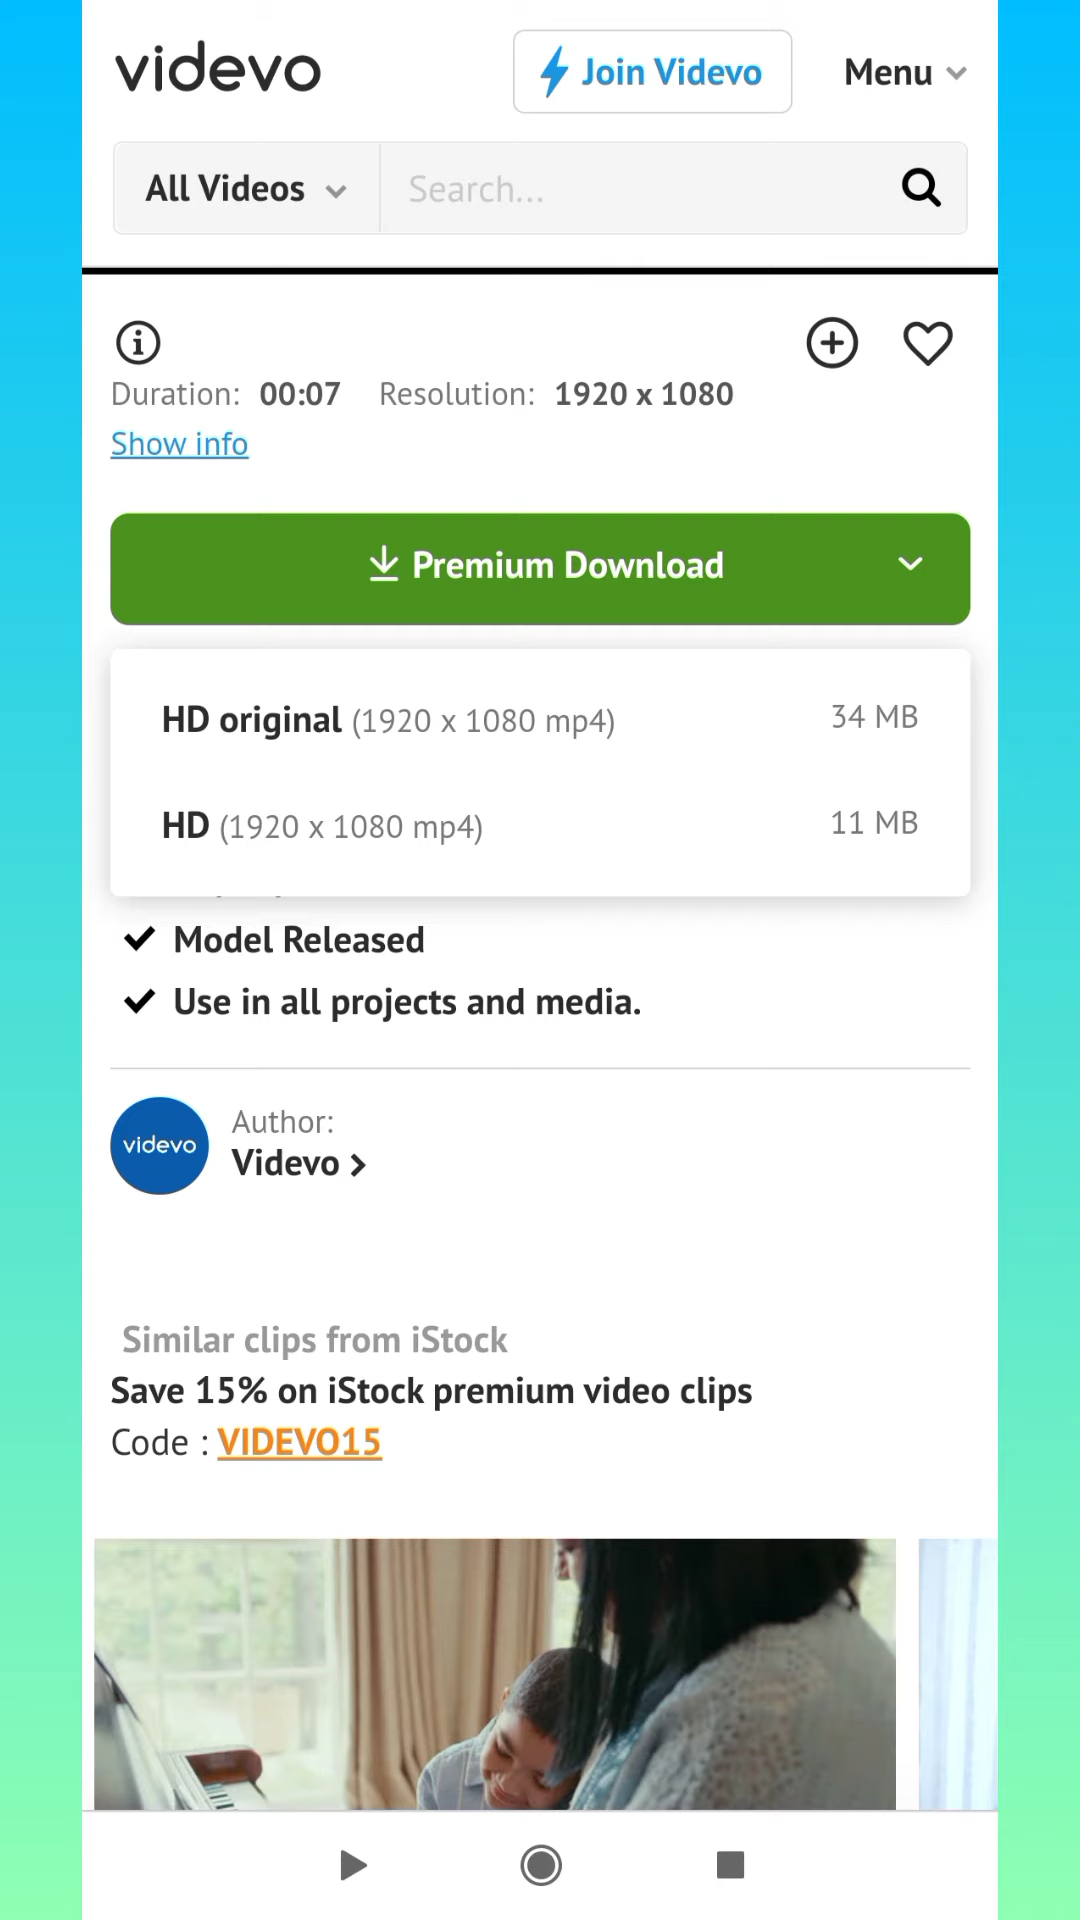 videvo
Join Videvo
Menu
All Videos
Search...
Duration: 00:07 Resolution: 1920 x 1080
Show info
Premium Download
HD original (1920 x 1080 mp4) 34 MB
HD (1920 x 1080 mp4) 11 MB
Model Released
Use in all projects and media.
videvo
Author:
Videvo
Similar clips from iStock
Save 15% on iStock premium video clips
Code : VIDEVO15